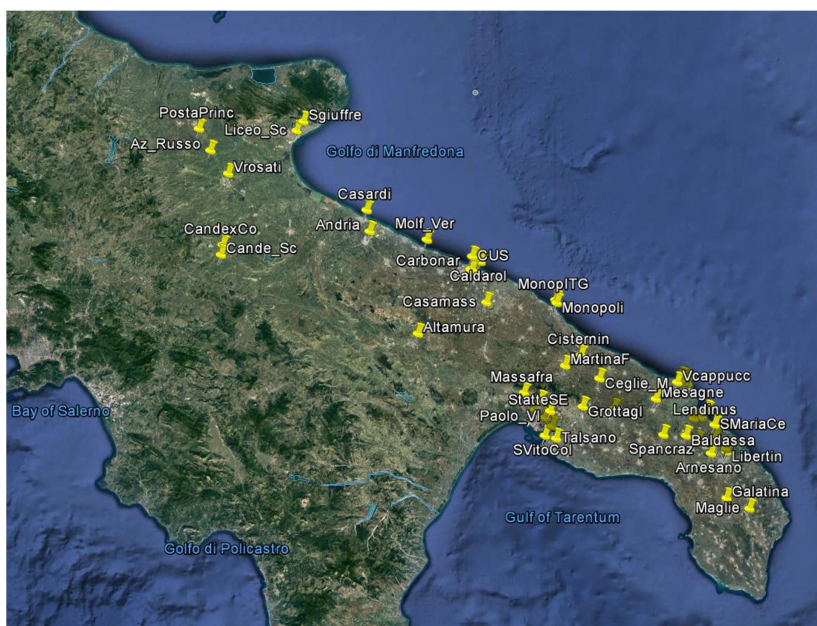 PostaPrinc
Sgiuffre
Liceo_Sc
Az_Russo
Golfo di Manfredona
Vrosati
Casardi
Andria
Molf_Ver
CandexCo
Cande_Sc
Carbonar
CUS
Caldarol
MonopITG
Casamass
Monopoli
Altamura
Cisternin
MartinaF
Massafra
Ceglie_M
Vcappucc
Mesagne
Bay of Salerno
StatteSE
Paolo_VI
Grottagl
Lendinus
SMariaCe
Talsano
SVitoCol
Spancraz
Baldassa
Libertin
Arnesano
Galatina
Maglie
Gulf of Tarentum
Golfo di Policastro